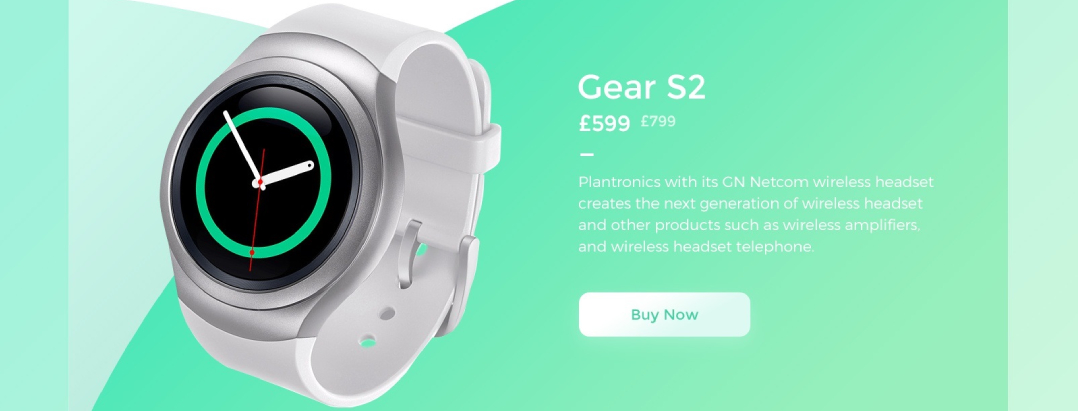 Gear S2
£599 £799
Plantronics with its GN Netcom wireless headset
creates the next generation of wireless headset
and other products such as wireless amplifiers,
and wireless headset telephone.
Buy Now